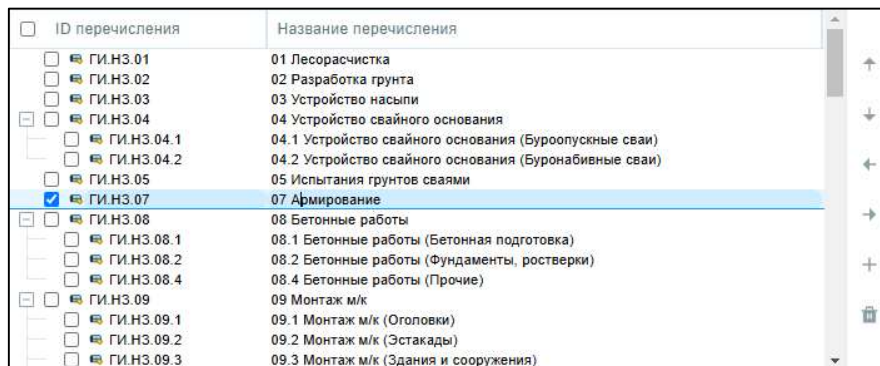 ID перечисления Название перечисления
ГИ.НЗ.01 01 Лесорасчистка
ГИ.НЗ.02 02 Разработка грунта
ГИ.НЗ.03 03 Устройство насыпи
ГИ.НЗ.04 04 Устройство свайного основания
ГИ.НЗ.04.1 04.1 Устройство свайного основания (Буроопускные сваи)
ГИ.НЗ.04.2 04.2 Устройство свайного основания (Буронабивные сваи)
ГИ.НЗ.05 05 Испытания грунтов сваями
ГИ.НЗ.07 07 Армирование
ГИ.НЗ.08 08 Бетонные работы
ГИ.НЗ.08.1 08.1 Бетонные работы (Бетонная подготовка)
ГИ.НЗ.08.2 08.2 Бетонные работы (Фундаменты, ростверки)
ГИ.НЗ.08.4 08.4 Бетонные работы (Прочие)
ГИ.НЗ.09 09 Монтаж м/к
ГИ.НЗ.09.1 09.1 Монтаж м/к (Оголовки)
ГИ.НЗ.09.2 09.2 Монтаж м/к (Эстакады)
ГИ.НЗ.09.3 09.3 Монтаж м/к (Здания и сооружения)